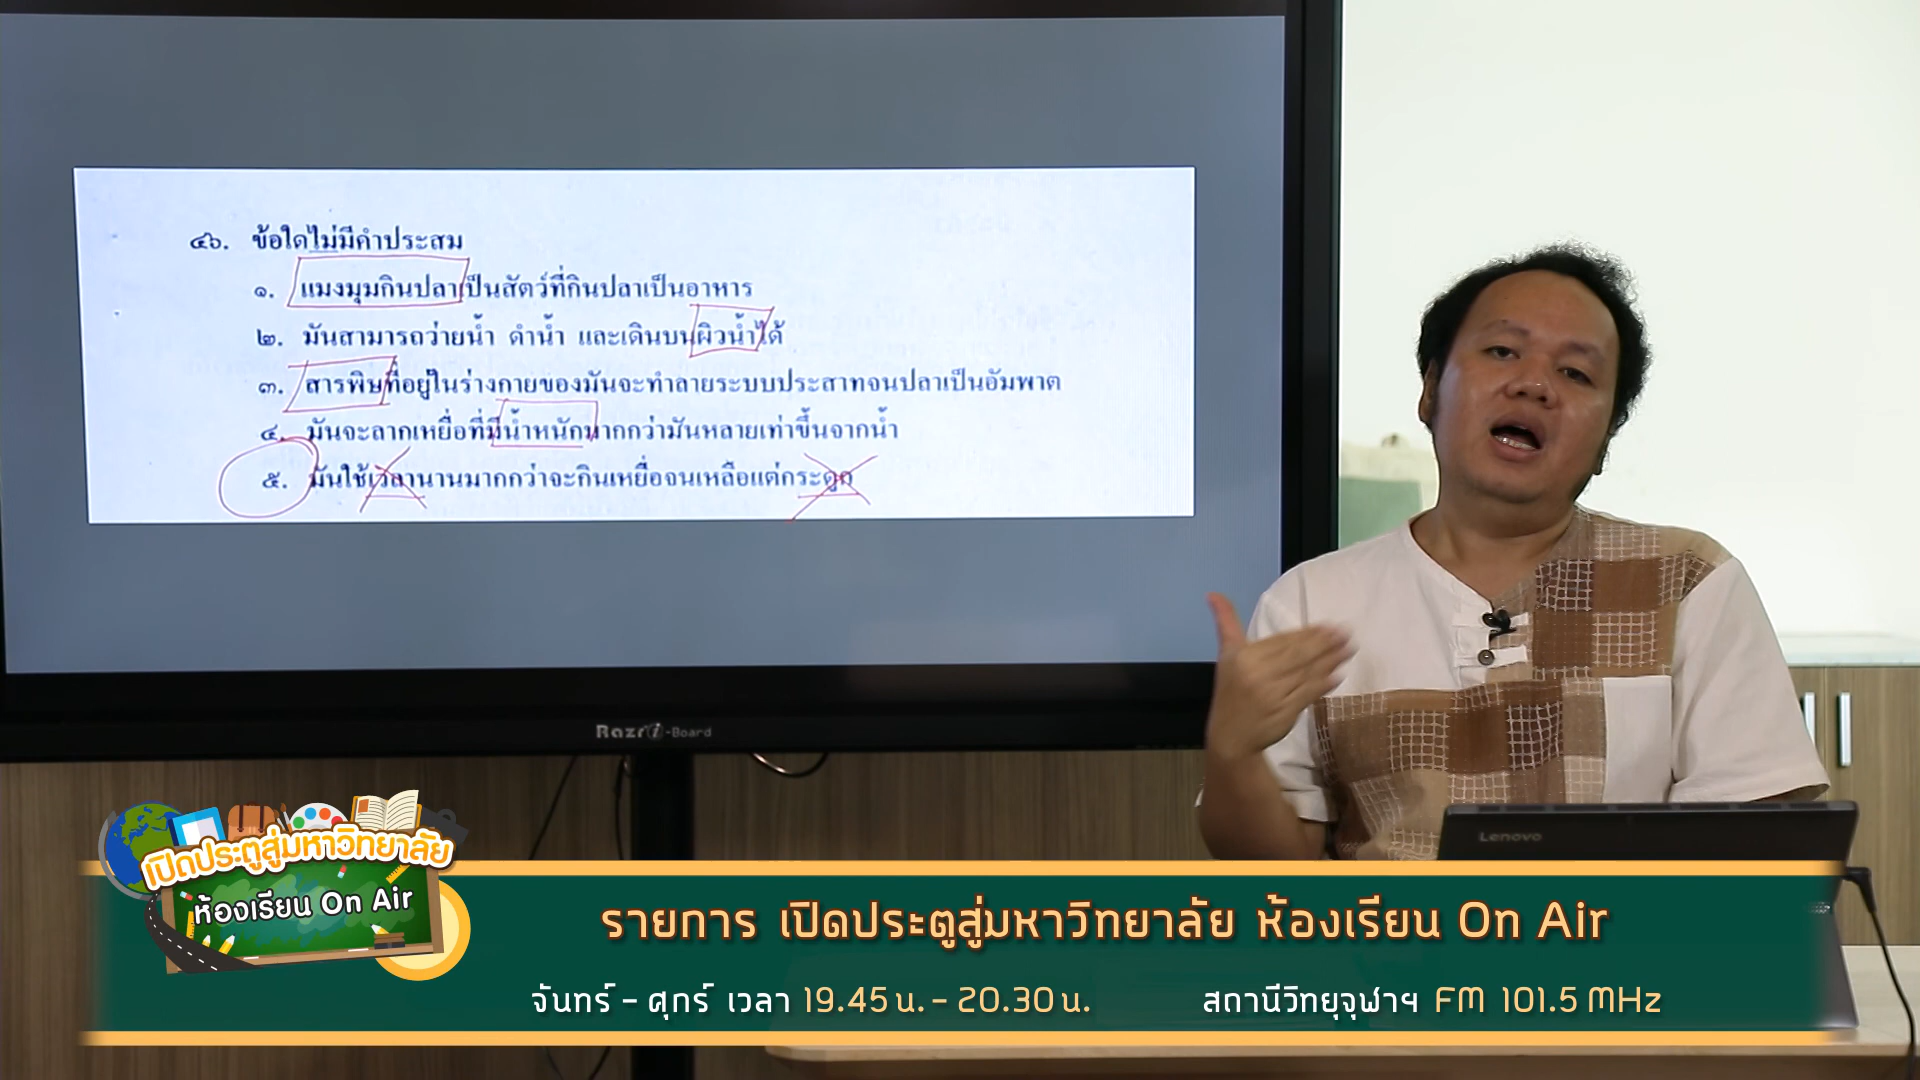 ๔๖. ข้อใดไม่มีคำประสม
๑. แมงมุมกินปลาเป็นสัตว์ที่กินปลาเป็นอาหาร
๒. มันสามารถว่ายน้ำ ดำน้ำ และเดินบนผิวน้ำได้
๓. สารพิษที่อยู่ในร่างกายของมันจะทำลายระบบประสาทจนปลาเป็นอัมพาต
๔. มันจะลากเหยื่อที่มีน้ำหนักมากกว่ามันหลายเท่าขึ้นจากน้ำ
๕. มันใช้เวลานานมากกว่าจะกินเหยื่อจนเหลือแต่กระดูก
Razr i-Board
Lenovo
เปิดประตูสู่มหาวิทยาลัย
ห้องเรียน On Air
รายการ เปิดประตูสู่มหาวิทยาลัย ห้องเรียน On Air
จันทร์ - ศุกร์ เวลา 19.45 น. - 20.30 น. สถานีวิทยุจุฬาฯ FM 101.5 MHz